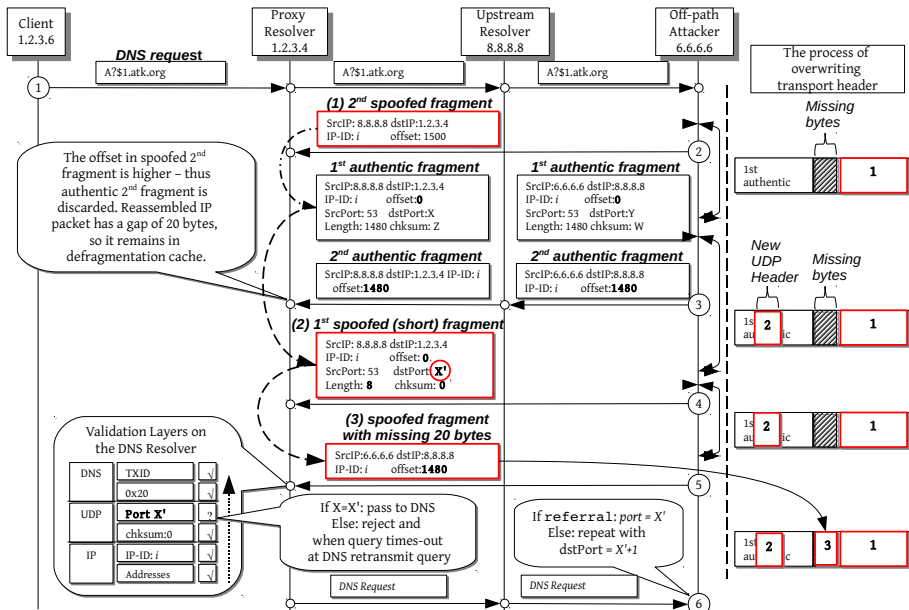 Client
1,2.3.6
Proxy
Resolver
1,2.3.4
Upstream
Resolver
8.8.8.8
Off-path
Attacker
6.6.6.6
The process of
overwriting
transport header
DNS request
A?$1.atk.org
A?$1.atk.org
A?$1.atk.org
1
(1) 2nd spoofed fragment
SrcIP: 8.8.8.8 dstIP:1.2.3.4
IP-ID: i offset: 1500
2
Missing
bytes
1st
authentic
1
The offset in spoofed 2nd
fragment is higher – thus
authentic 2nd fragment is
discarded. Reassembled IP
packet has a gap of 20 bytes,
so it remains in
defragmentation cache.
1st authentic fragment
SrcIP:8.8.8.8 dstIP:1.2.3.4
IP-ID: i offset:0
SrcPort: 53 dstPort:X
Length: 1480 chksum: Z
1st authentic fragment
SrcIP:6.6.6.6 dstIP:8.8.8.8
IP-ID: i offset:0
SrcPort: 53 dstPort:Y
Length: 1480 chksum: W
2nd authentic fragment
SrcIP:8.8.8.8 dstIP:1.2.3.4 IP-ID: i
offset:1480
2nd authentic fragment
SrcIP:6.6.6.6 dstIP:8.8.8.8
IP-ID: i offset:1480
3
New
UDP
Header
Missing
bytes
1s
au
ic
2
1
(2) 1st spoofed (short) fragment
SrcIP: 8.8.8.8 dstIP:1.2.3.4
IP-ID: i offset: 0
SrcPort: 53 dstPort: X'
Length: 8 chksum: 0
4
1s
au
ic
2
1
(3) spoofed fragment
with missing 20 bytes
SrcIP:6.6.6.6 dstIP:8.8.8.8
IP-ID: i offset:1480
5
Validation Layers on
the DNS Resolver
DNS TXID √
0x20 √
UDP Port X' ?
chksum:0 √
IP IP-ID: i √
Addresses √
If X=X'; pass to DNS
Else: reject and
when query times-out
at DNS retransmit query
If referral: port = X'
Else: repeat with
dstPort = X'+1
1s
au
ic
2
3
1
DNS Request
DNS Request
6